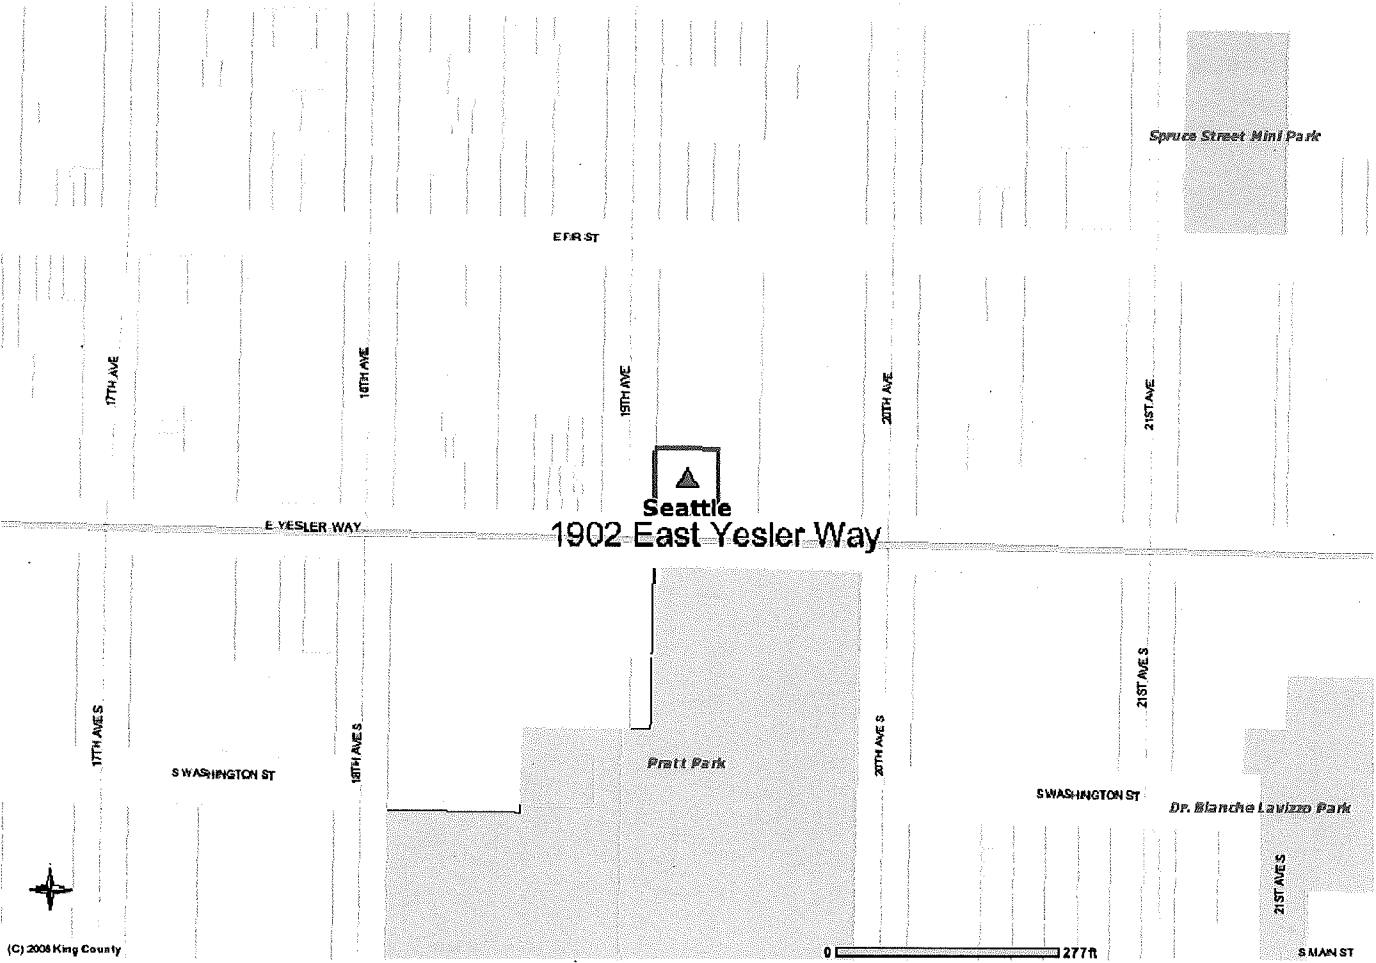 Spruce Street Mini Park
E FIR ST
17TH AVE
18TH AVE
19TH AVE
20TH AVE
21ST AVE
Seattle
E YESLER WAY
1902 East Yesler Way
17TH AVE S
18TH AVE S
20TH AVE S
21ST AVE S
S WASHINGTON ST
Pratt Park
S WASHINGTON ST
Dr. Blanche Lavizzo Park
21ST AVE S
(C) 2008 King County
0
277ft
S MAIN ST